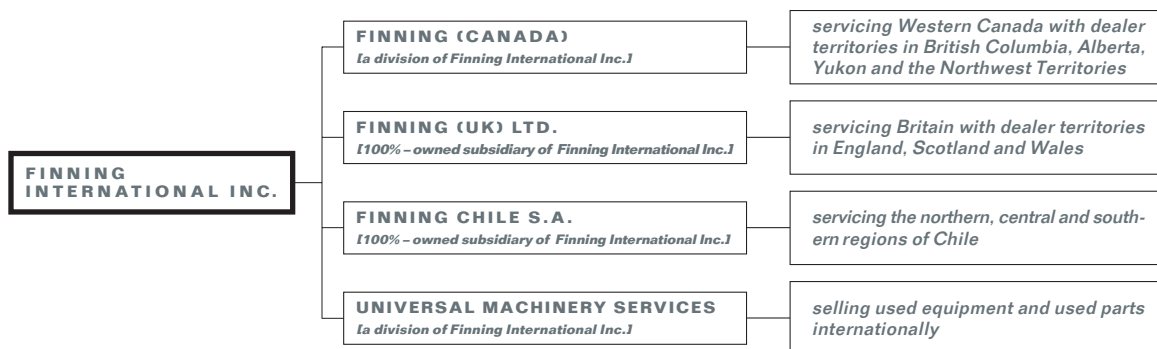 FINNING
INTERNATIONAL INC.
FINNING (CANADA)
[a division of Finning International Inc.]
servicing Western Canada with dealer
territories in British Columbia, Alberta,
Yukon and the Northwest Territories
FINNING (UK) LTD.
[100% – owned subsidiary of Finning International Inc.]
servicing Britain with dealer territories
in England, Scotland and Wales
FINNING CHILE S.A.
[100% – owned subsidiary of Finning International Inc.]
servicing the northern, central and south-
ern regions of Chile
UNIVERSAL MACHINERY SERVICES
[a division of Finning International Inc.]
selling used equipment and used parts
internationally